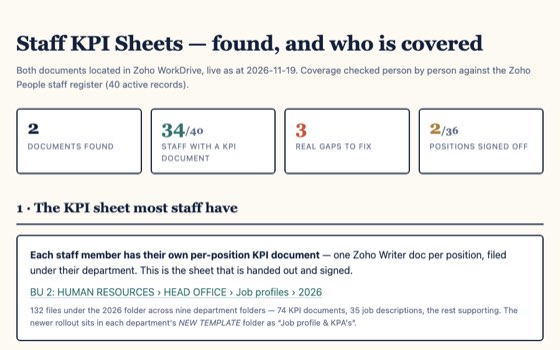 Staff KPI Sheets — found, and who is covered
Both documents located in Zoho WorkDrive, live as at 2026-11-19. Coverage checked person by person against the Zoho
People staff register (40 active records).
2
DOCUMENTS FOUND
34/40
STAFF WITH A KPI
DOCUMENT
3
REAL GAPS TO FIX
2/36
POSITIONS SIGNED OFF
1 · The KPI sheet most staff have
Each staff member has their own per-position KPI document — one Zoho Writer doc per position, filed
under their department. This is the sheet that is handed out and signed.
BU 2: HUMAN RESOURCES › HEAD OFFICE › Job profiles › 2026
132 files under the 2026 folder across nine department folders — 74 KPI documents, 35 job descriptions, the rest supporting. The
newer rollout sits in each department's NEW TEMPLATE folder as "Job profile & KPA's".